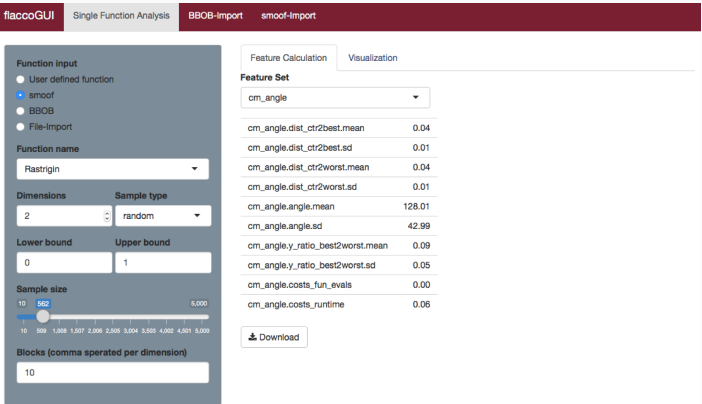 flaccoGUI Single Function Analysis BBOB-Import smoof-Import
Function input
User defined function
smoof
BBOB
File-Import
Function name
Rastrigin
Dimensions Sample type
2 random
Lower bound Upper bound
0 1
Sample size
10 562 5,000
10 509 1,008 1,507 2,006 2,505 3,004 3,503 4,002 4,501 5,000
Blocks (comma sperated per dimension)
10
Feature Calculation Visualization
Feature Set
cm_angle
cm_angle.dist_ctr2best.mean 0.04
cm_angle.dist_ctr2best.sd 0.01
cm_angle.dist_ctr2worst.mean 0.04
cm_angle.dist_ctr2worst.sd 0.01
cm_angle.angle.mean 128.01
cm_angle.angle.sd 42.99
cm_angle.y_ratio_best2worst.mean 0.09
cm_angle.y_ratio_best2worst.sd 0.05
cm_angle.costs_fun_evals 0.00
cm_angle.costs_runtime 0.06
Download